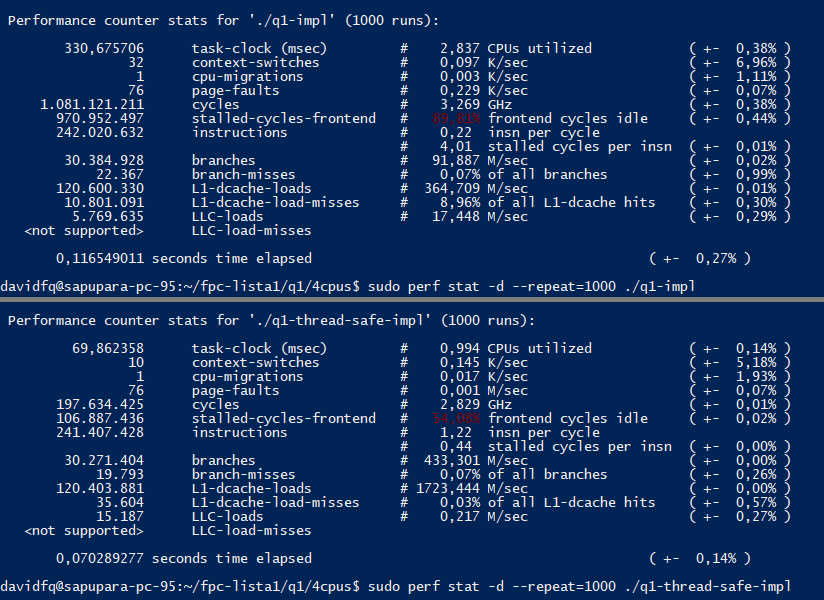 Performance counter stats for './q1-impl' (1000 runs):
330,675706 task-clock (msec) # 2,837 CPUs utilized ( +- 0,38% )
32 context-switches # 0,097 K/sec ( +- 6,96% )
1 cpu-migrations # 0,003 K/sec ( +- 1,11% )
76 page-faults # 0,229 K/sec ( +- 0,07% )
1.081.121.211 cycles # 3,269 GHz ( +- 0,38% )
970.952.497 stalled-cycles-frontend # 89,81% frontend cycles idle ( +- 0,44% )
242.020.632 instructions # 0,22 insn per cycle
# 4,01 stalled cycles per insn ( +- 0,01% )
30.384.928 branches # 91,887 M/sec ( +- 0,02% )
22.367 branch-misses # 0,07% of all branches ( +- 0,99% )
120.600.330 L1-dcache-loads # 364,709 M/sec ( +- 0,01% )
10.801.091 L1-dcache-load-misses # 8,96% of all L1-dcache hits ( +- 0,30% )
5.769.635 LLC-loads # 17,448 M/sec ( +- 0,29% )
<not supported> LLC-load-misses
0,116549011 seconds time elapsed ( +- 0,27% )
davidfq@sapupara-pc-95:~/fpc-lista1/q1/4cpus$ sudo perf stat -d --repeat=1000 ./q1-impl
Performance counter stats for './q1-thread-safe-impl' (1000 runs):
69,862358 task-clock (msec) # 0,994 CPUs utilized ( +- 0,14% )
10 context-switches # 0,145 K/sec ( +- 5,18% )
1 cpu-migrations # 0,017 K/sec ( +- 1,93% )
76 page-faults # 0,001 M/sec ( +- 0,07% )
197.634.425 cycles # 2,829 GHz ( +- 0,01% )
106.887.436 stalled-cycles-frontend # 54,08% frontend cycles idle ( +- 0,02% )
241.407.428 instructions # 1,22 insn per cycle
# 0,44 stalled cycles per insn ( +- 0,00% )
30.271.404 branches # 433,301 M/sec ( +- 0,00% )
19.793 branch-misses # 0,07% of all branches ( +- 0,26% )
120.403.881 L1-dcache-loads # 1723,444 M/sec ( +- 0,00% )
35.604 L1-dcache-load-misses # 0,03% of all L1-dcache hits ( +- 0,57% )
15.187 LLC-loads # 0,217 M/sec ( +- 0,27% )
<not supported> LLC-load-misses
0,070289277 seconds time elapsed ( +- 0,14% )
davidfq@sapupara-pc-95:~/fpc-lista1/q1/4cpus$ sudo perf stat -d --repeat=1000 ./q1-thread-safe-impl